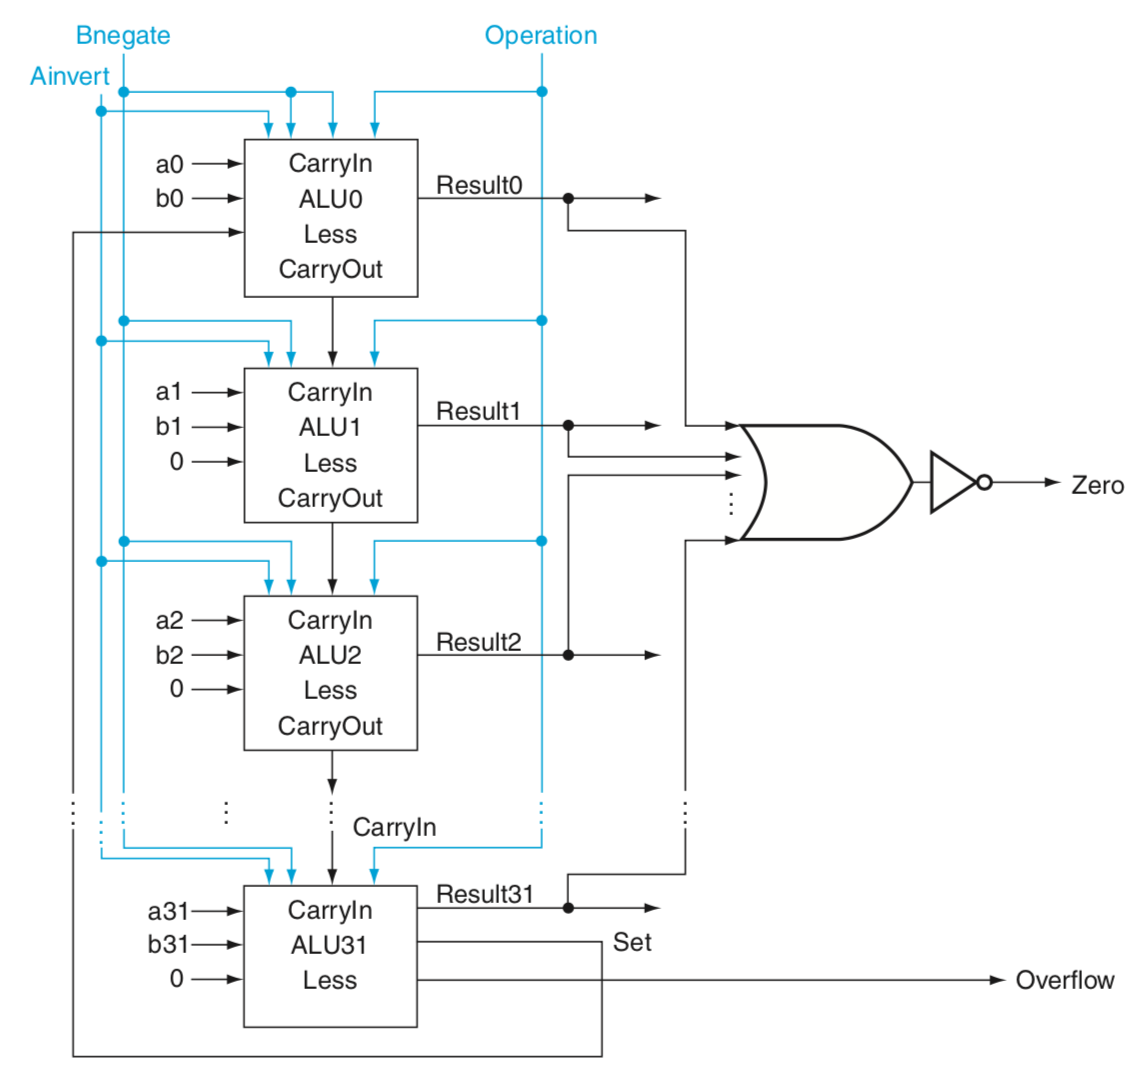 Bnegate
Operation
Ainvert
a0
CarryIn
b0
ALU0
Less
CarryOut
Result0
a1
CarryIn
b1
ALU1
0
Less
CarryOut
Result1
Zero
a2
CarryIn
b2
ALU2
0
Less
CarryOut
Result2
CarryIn
a31
CarryIn
b31
ALU31
0
Less
Result31
Set
Overflow